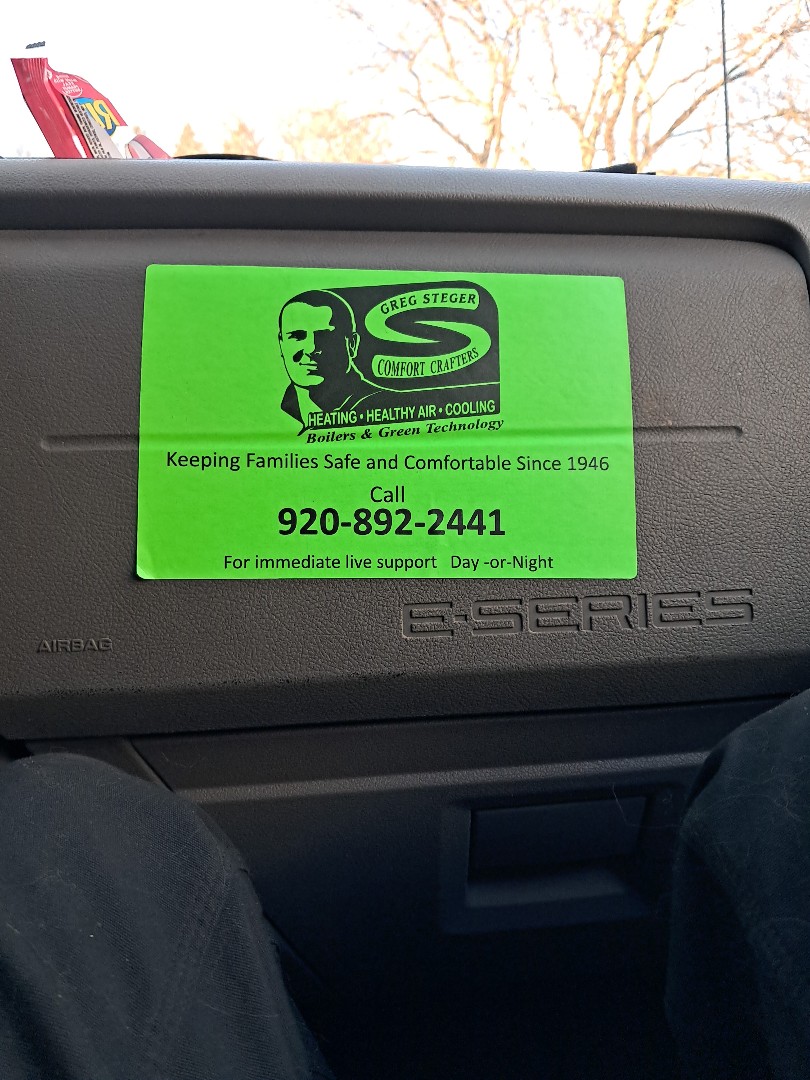 GREG STEGER
COMFORT CRAFTERS
HEATING • HEALTHY AIR • COOLING
Boilers & Green Technology
Keeping Families Safe and Comfortable Since 1946
Call
920-892-2441
For immediate live support Day -or-Night
E-SERIES
AIRBAG